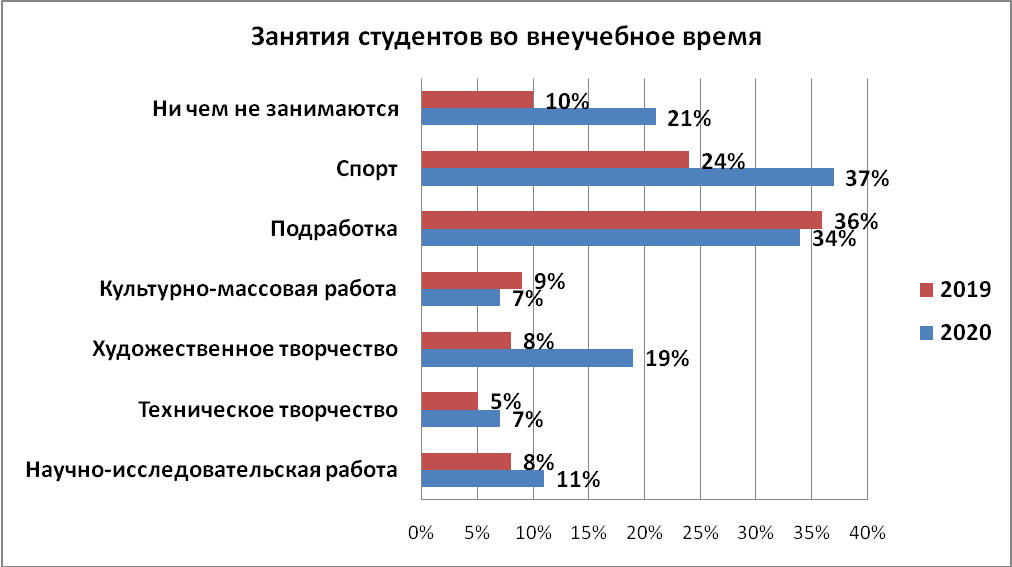 Занятия студентов во внеучебное время
Ни чем не занимаются
10%
21%
Спорт
24%
37%
Подработка
36%
34%
Культурно-массовая работа
9%
7%
Художественное творчество
8%
19%
Техническое творчество
5%
7%
Научно-исследовательская работа
8%
11%
2019
2020
0% 5% 10% 15% 20% 25% 30% 35% 40%